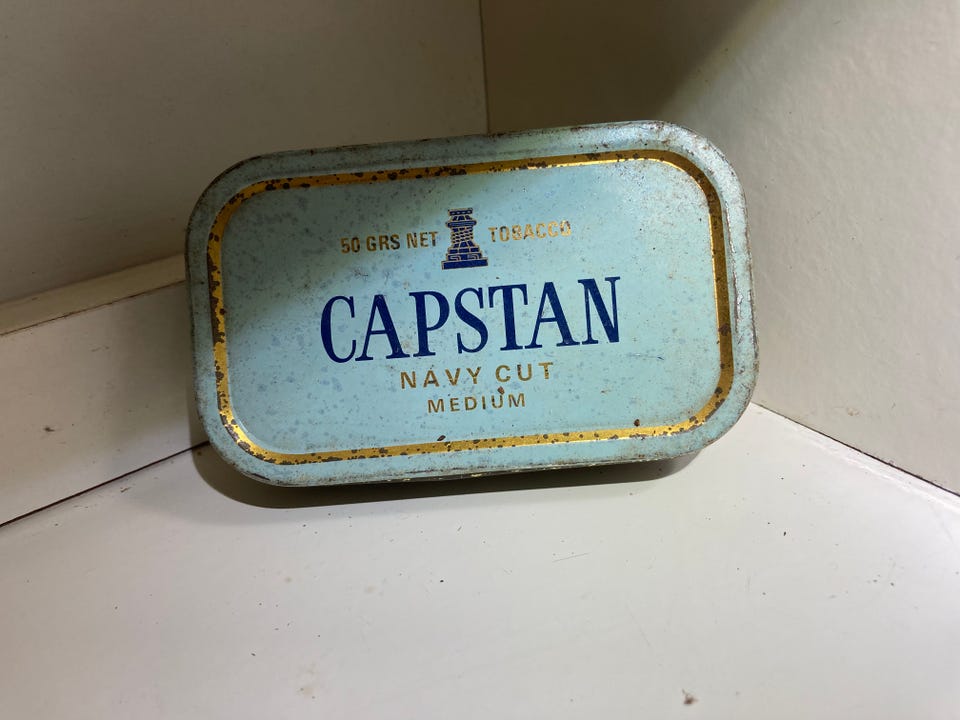 50 GRS NET TOBACCO
CAPSTAN
NAVY CUT
MEDIUM